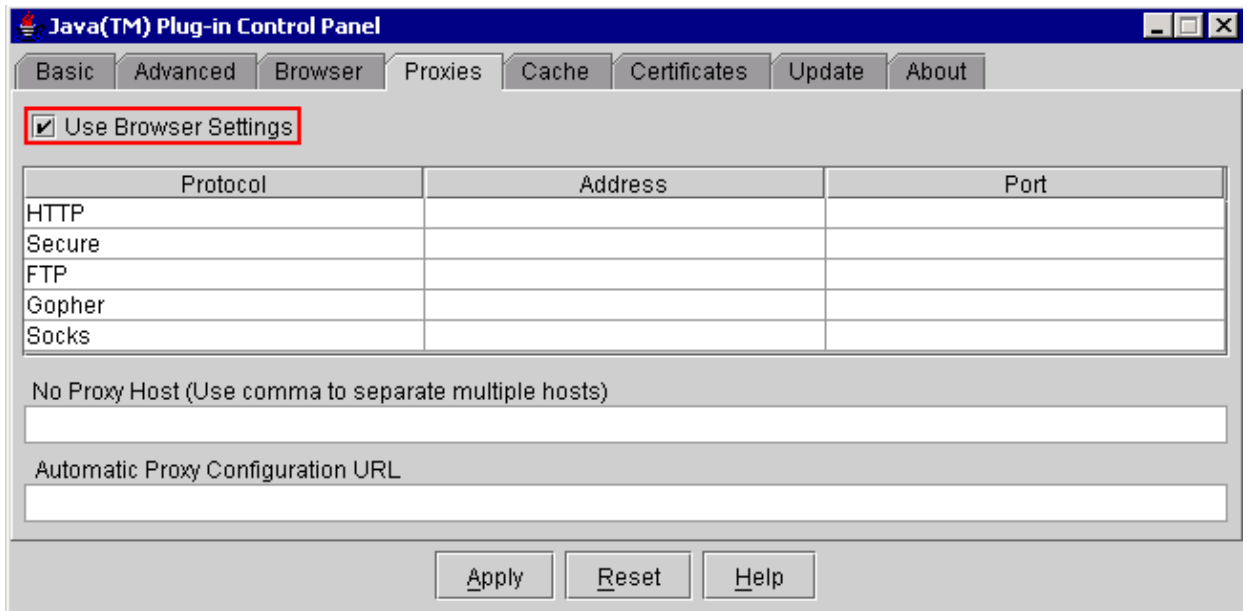 Java(TM) Plug-in Control Panel
Basic Advanced Browser Proxies Cache Certificates Update About
Use Browser Settings
Protocol Address Port
HTTP
Secure
FTP
Gopher
Socks
No Proxy Host (Use comma to separate multiple hosts)
Automatic Proxy Configuration URL
Apply Reset Help